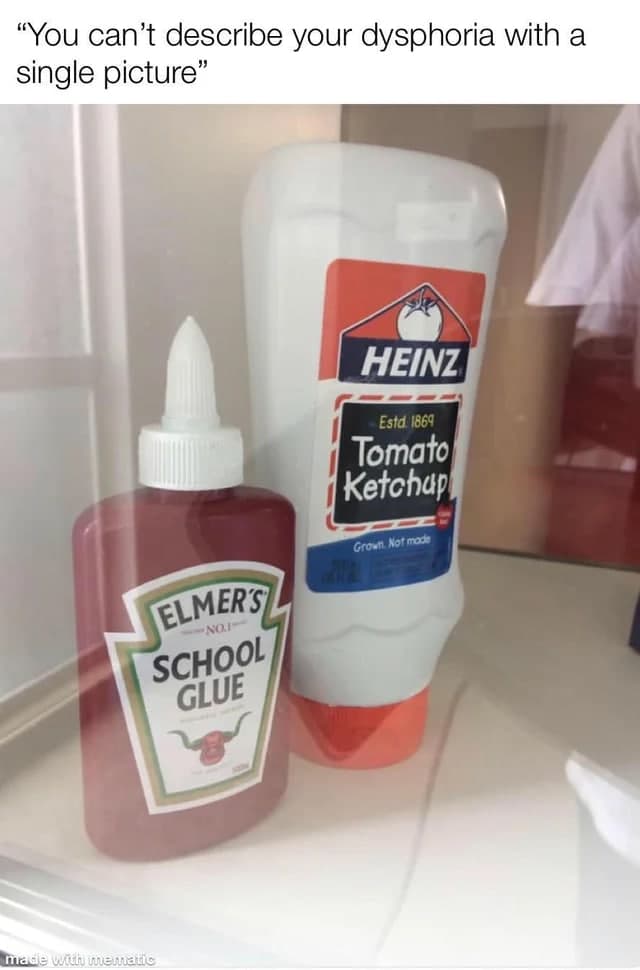 “You can’t describe your dysphoria with a
single picture”
HEINZ
Estd. 1869
Tomato
Ketchup
Grown. Not made
ELMER'S
NO.1
SCHOOL
GLUE
made with mematic